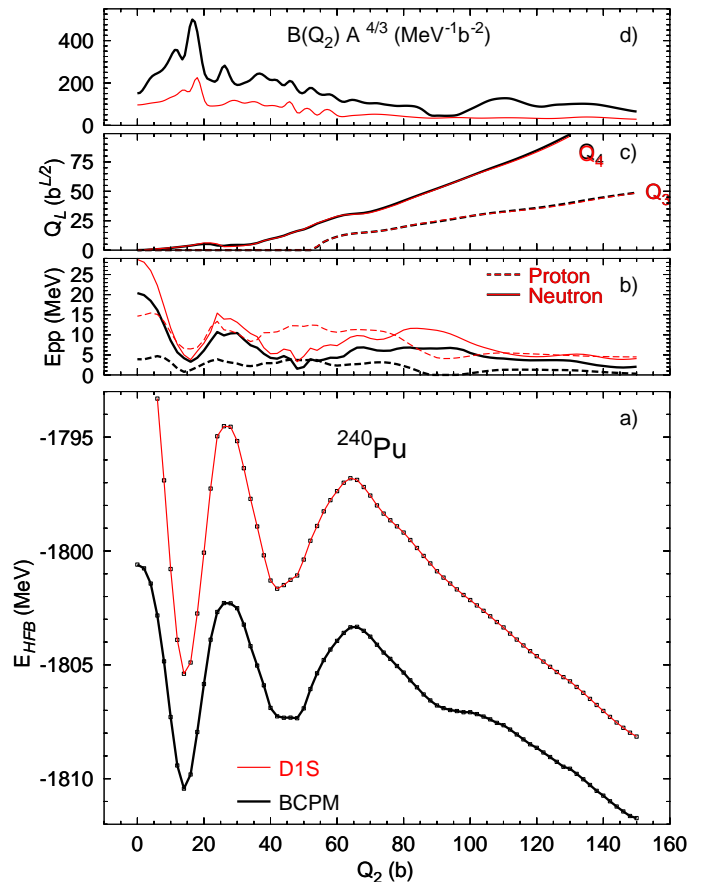 B(Q2) A 4/3 (MeV-1b-2)
d)
400
200
0
QL (bL/2)
75
50
25
0
c)
Q4
Q3
Epp (MeV)
25
20
15
10
5
0
Proton
Neutron
b)
a)
240Pu
EHFB (MeV)
-1795
-1800
-1805
-1810
D1S
BCPM
0 20 40 60 80 100 120 140 160
Q2 (b)